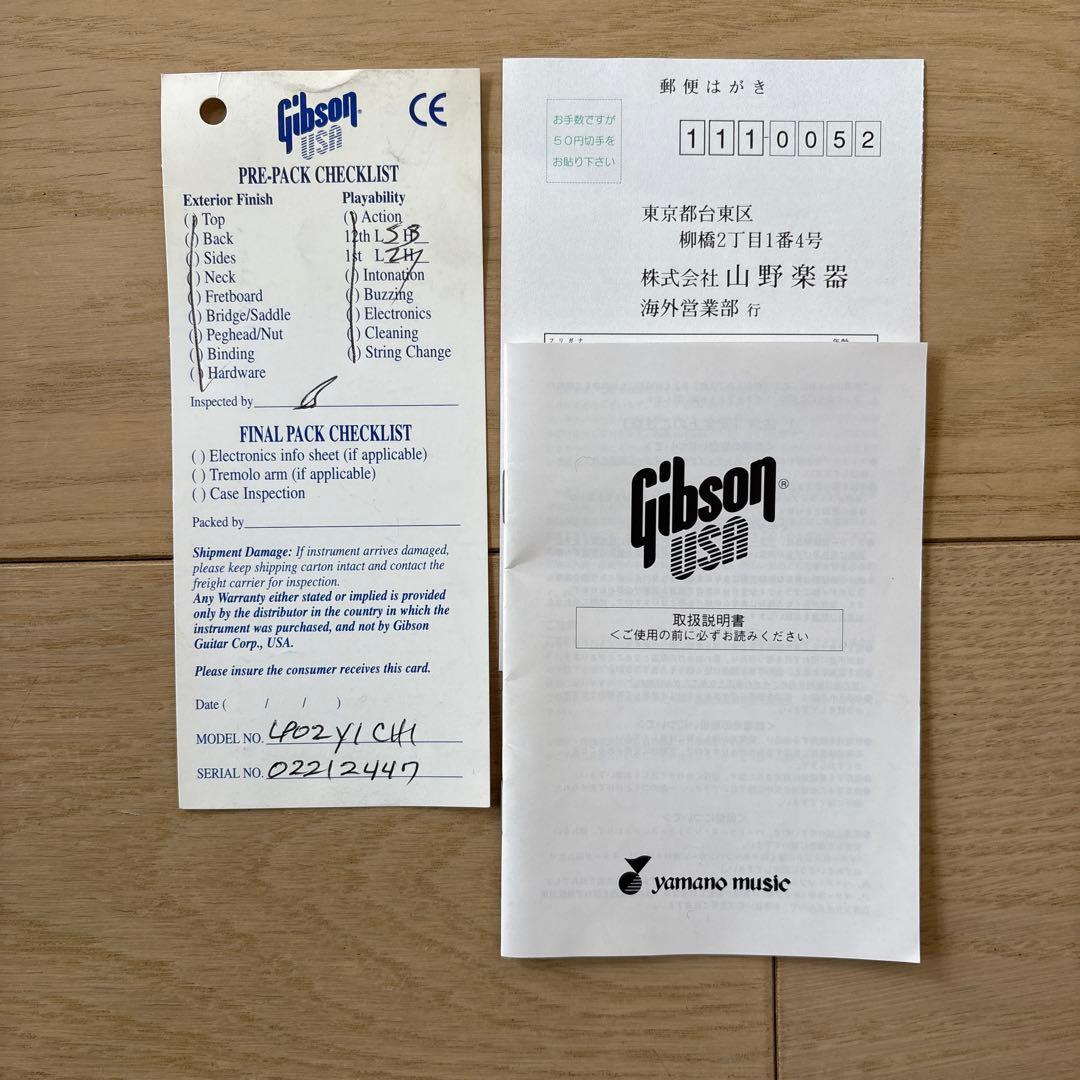 Gibson®
USA
CE
PRE-PACK CHECKLIST
Exterior Finish
( ) Top
( ) Back
( ) Sides
( ) Neck
( ) Fretboard
( ) Bridge/Saddle
( ) Peghead/Nut
( ) Binding
( ) Hardware
Playability
( ) Action
12th L 5 H
1st L 2 H
( ) Intonation
( ) Buzzing
( ) Electronics
( ) Cleaning
( ) String Change
Inspected by
FINAL PACK CHECKLIST
( ) Electronics info sheet (if applicable)
( ) Tremolo arm (if applicable)
( ) Case Inspection
Packed by
Shipment Damage: If instrument arrives damaged,
please keep shipping carton intact and contact the
freight carrier for inspection.
Any Warranty either stated or implied is provided
only by the distributor in the country in which the
instrument was purchased, and not by Gibson
Guitar Corp., USA.
Please insure the consumer receives this card.
Date ( / / )
MODEL NO. LP02Y1CH1
SERIAL NO. 02212447
郵便はがき
お手数ですが
50円切手を
お貼り下さい
111-0052
東京都台東区
柳橋2丁目1番4号
株式会社 山野楽器
海外営業部 行
フリガナ
Gibson®
USA
取扱説明書
<ご使用の前に必ずお読みください
yamano music